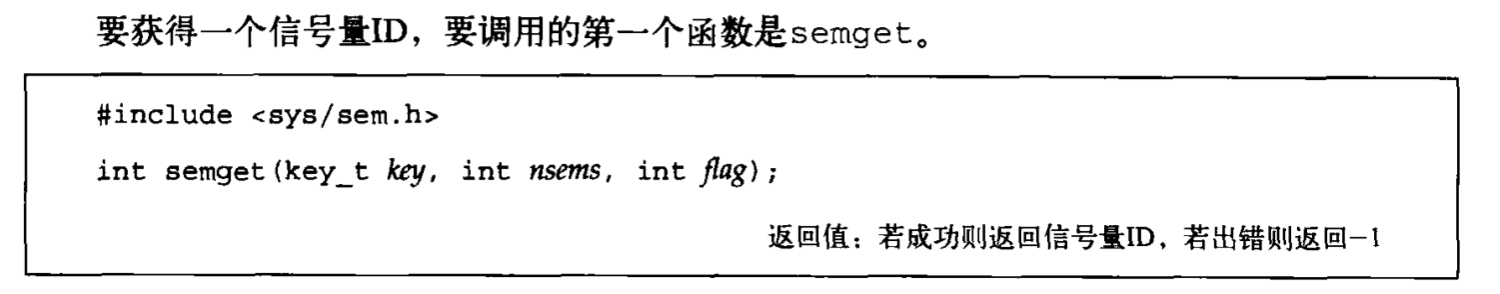 要获得一个信号量ID，要调用的第一个函数是semget。
#include <sys/sem.h>
int semget(key_t key, int nsems, int flag);
返回值：若成功则返回信号量ID，若出错则返回-1